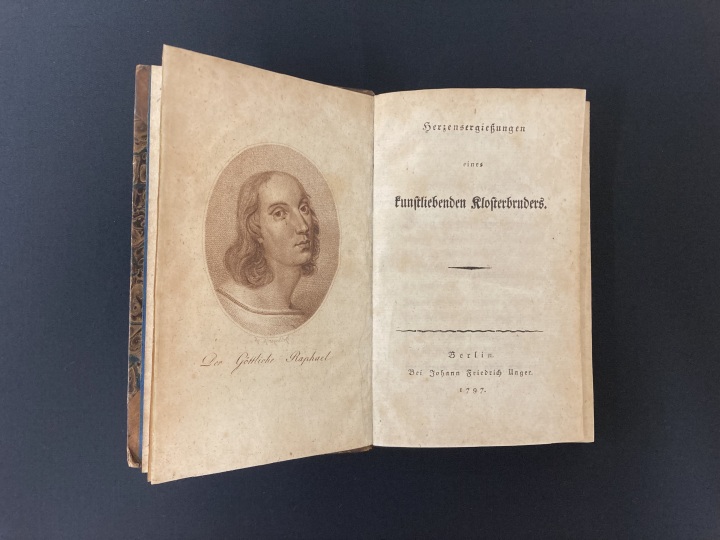 Der Göttliche Raphael.
Herzensergießungen
eines
kunstliebenden Klosterbruders.
Berlin.
Bei Johann Friedrich Unger.
1797.